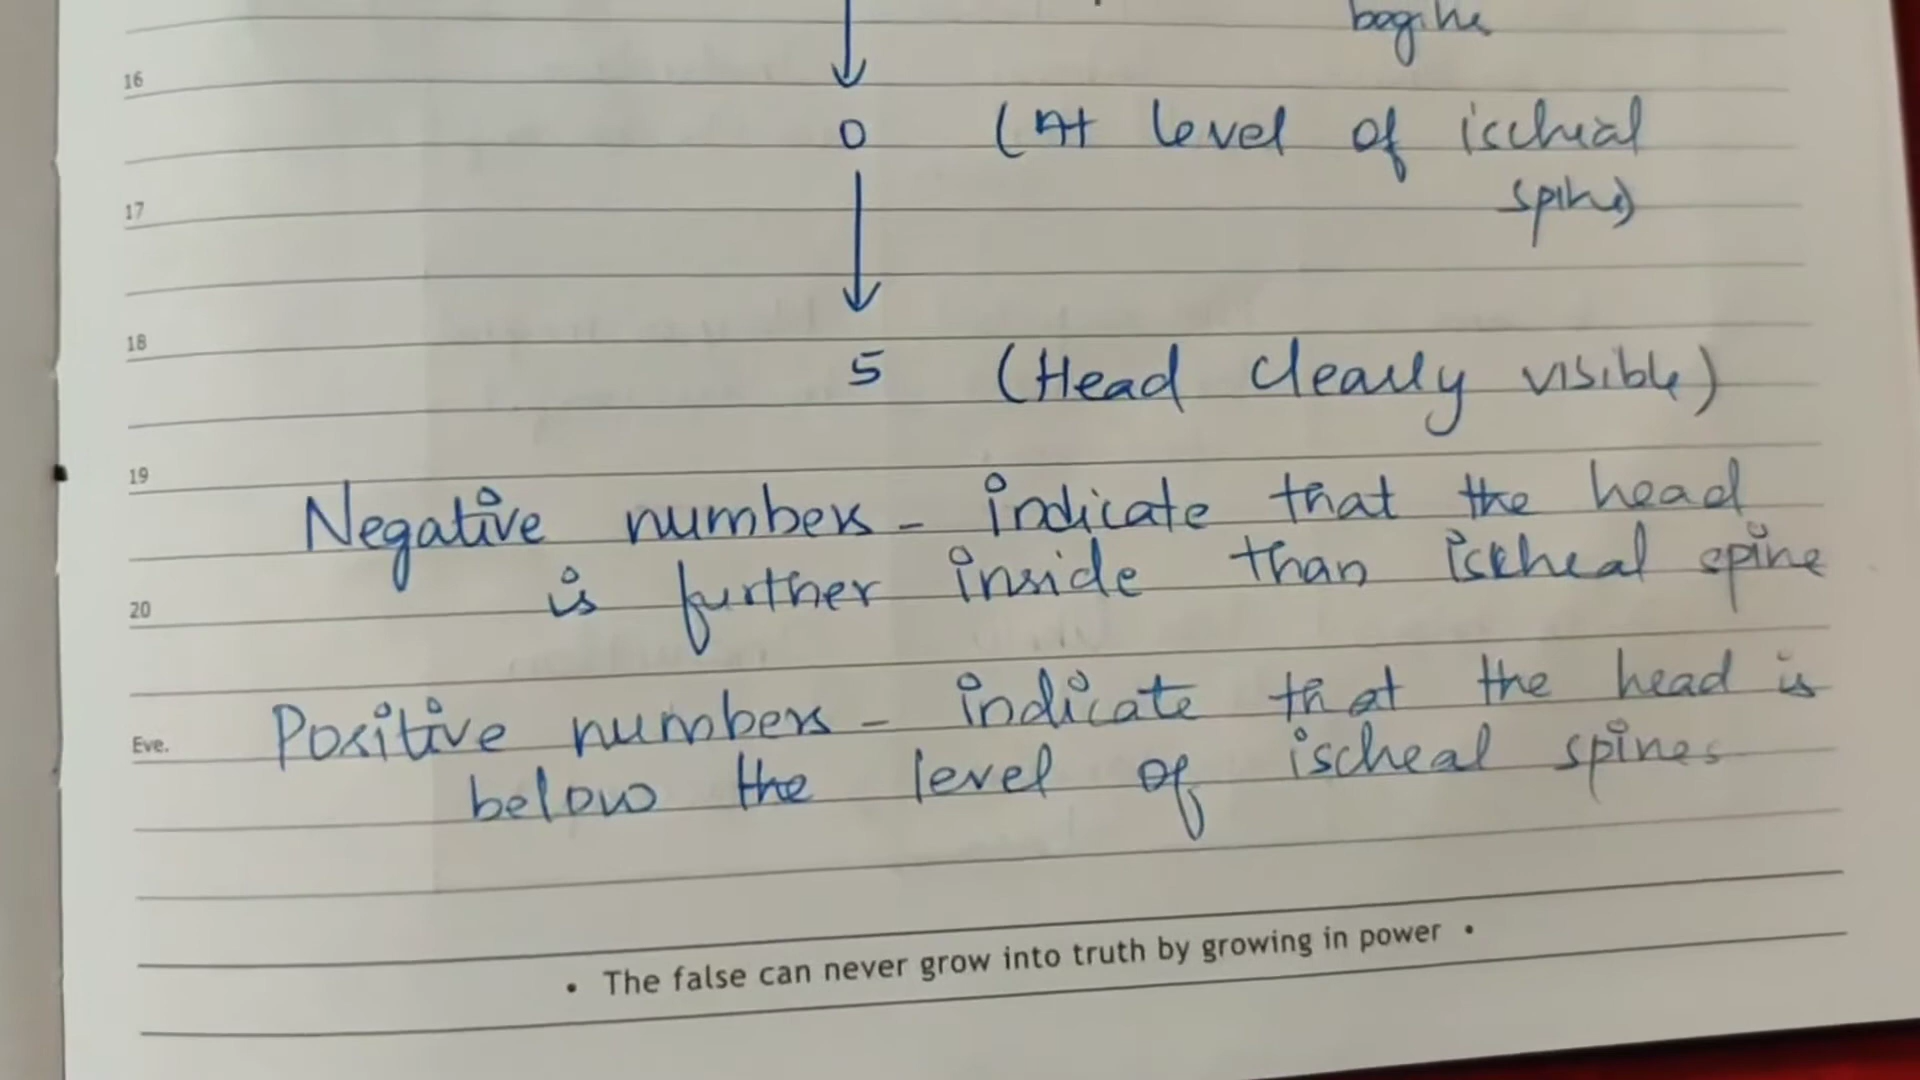 16
0 (At level of ischial
spine)
17
18
5 (Head clearly visible)
19
Negative numbers - indicate that the head
is further inside than ischeal spine
20
Positive numbers - indicate that the head is
Eve.
below the level of ischeal spines
• The false can never grow into truth by growing in power •